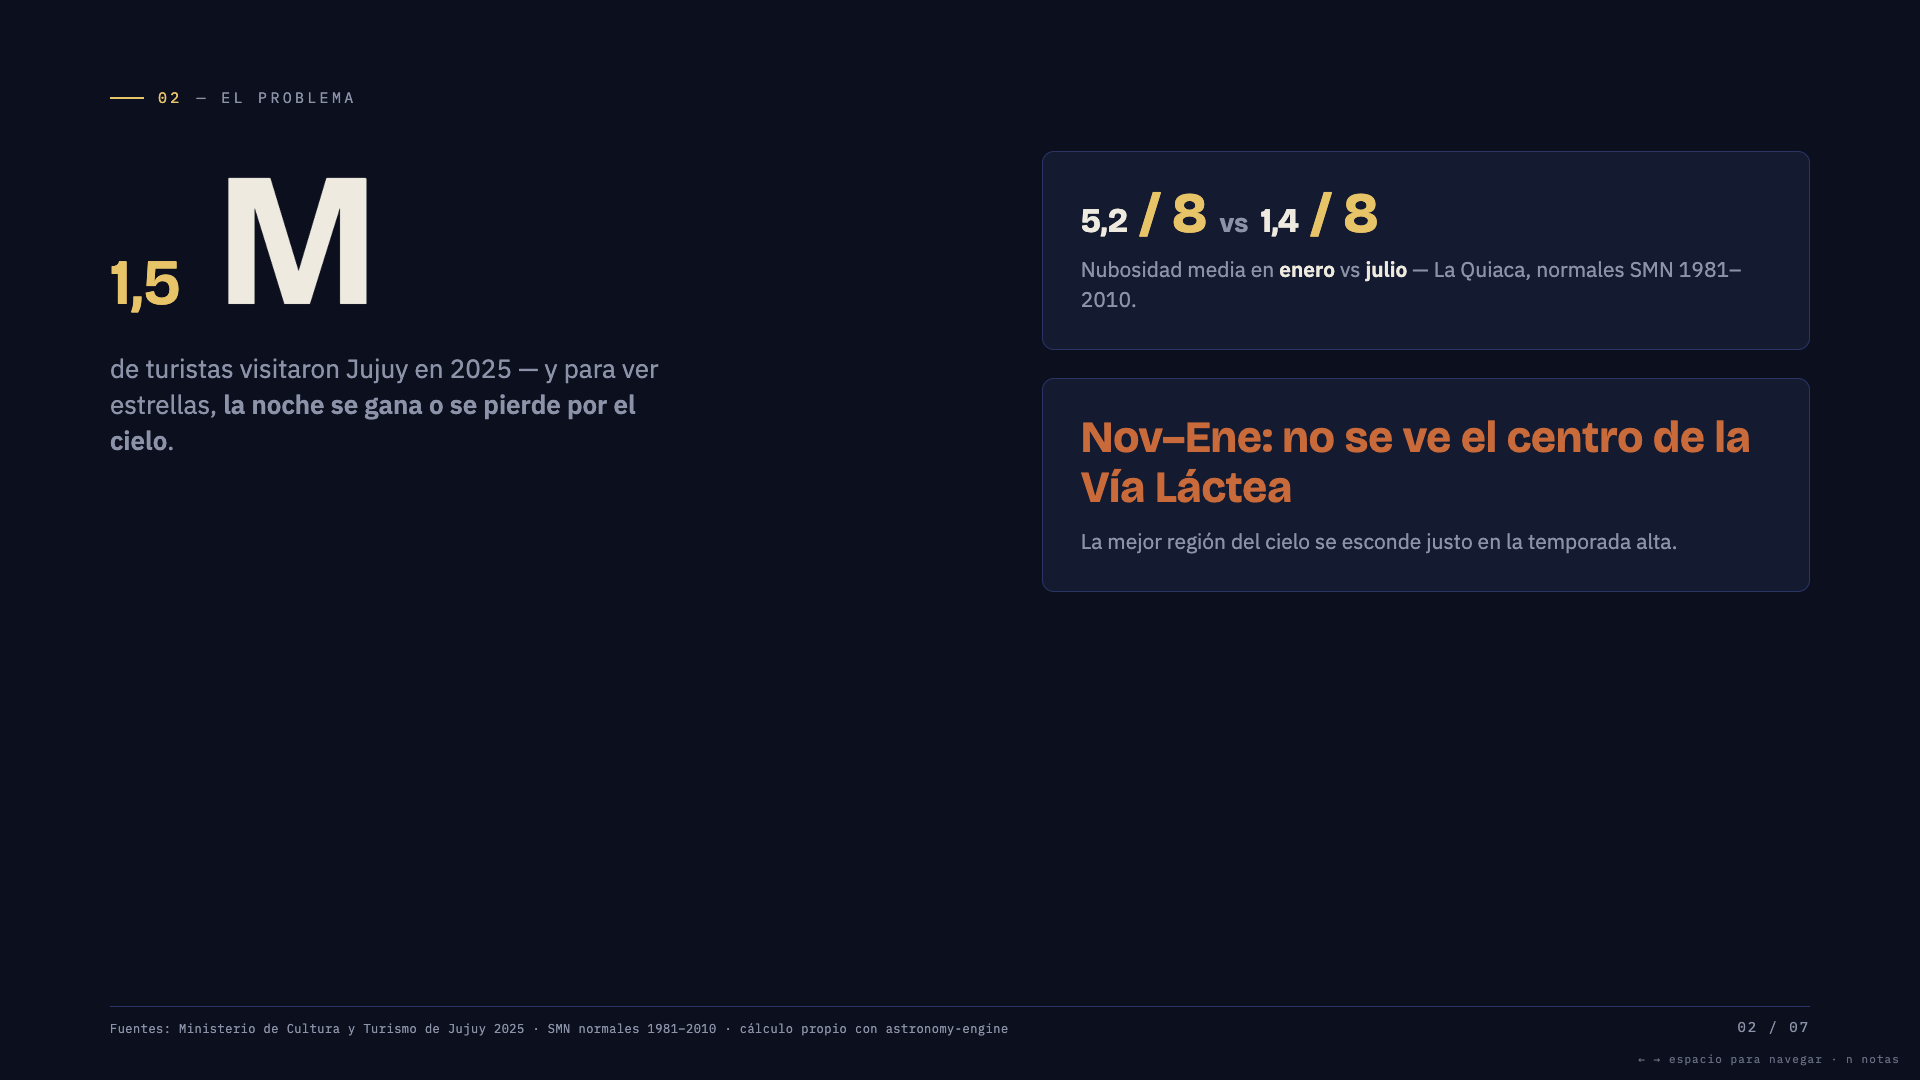 02 — EL PROBLEMA
1,5 M
de turistas visitaron Jujuy en 2025 — y para ver
estrellas, la noche se gana o se pierde por el
cielo.
5,2 / 8 vs 1,4 / 8
Nubosidad media en enero vs julio — La Quiaca, normales SMN 1981–
2010.
Nov–Ene: no se ve el centro de la
Vía Láctea
La mejor región del cielo se esconde justo en la temporada alta.
Fuentes: Ministerio de Cultura y Turismo de Jujuy 2025 · SMN normales 1981–2010 · cálculo propio con astronomy-engine
02 / 07
← → espacio para navegar · n notas